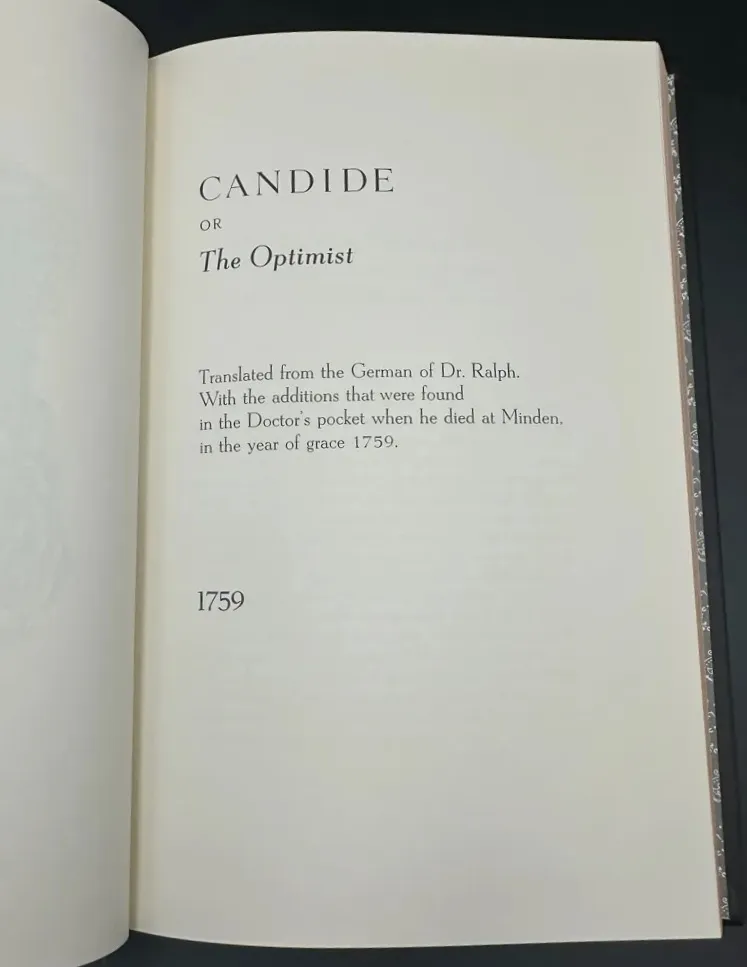 CANDIDE
OR
The Optimist
Translated from the German of Dr. Ralph.
With the additions that were found
in the Doctor's pocket when he died at Minden,
in the year of grace 1759.
1759